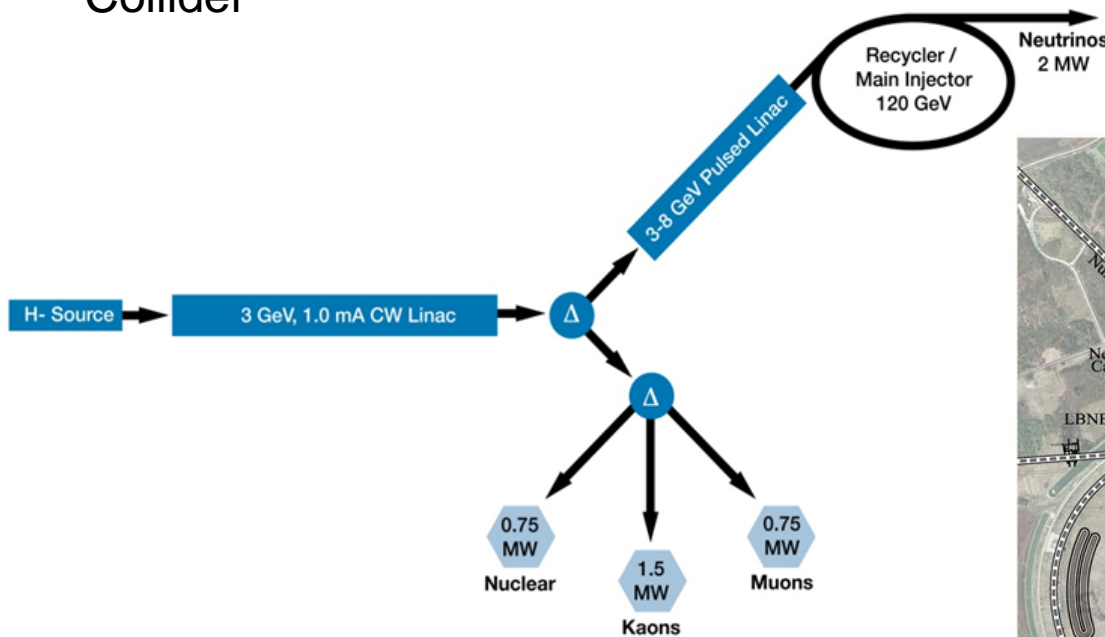 Collider
Neutrinos
2 MW
Recycler /
Main Injector
120 GeV
3-8 GeV Pulsed Linac
H- Source
3 GeV, 1.0 mA CW Linac
Δ
Δ
0.75
MW
Nuclear
1.5
MW
Kaons
0.75
MW
Muons
LBNE